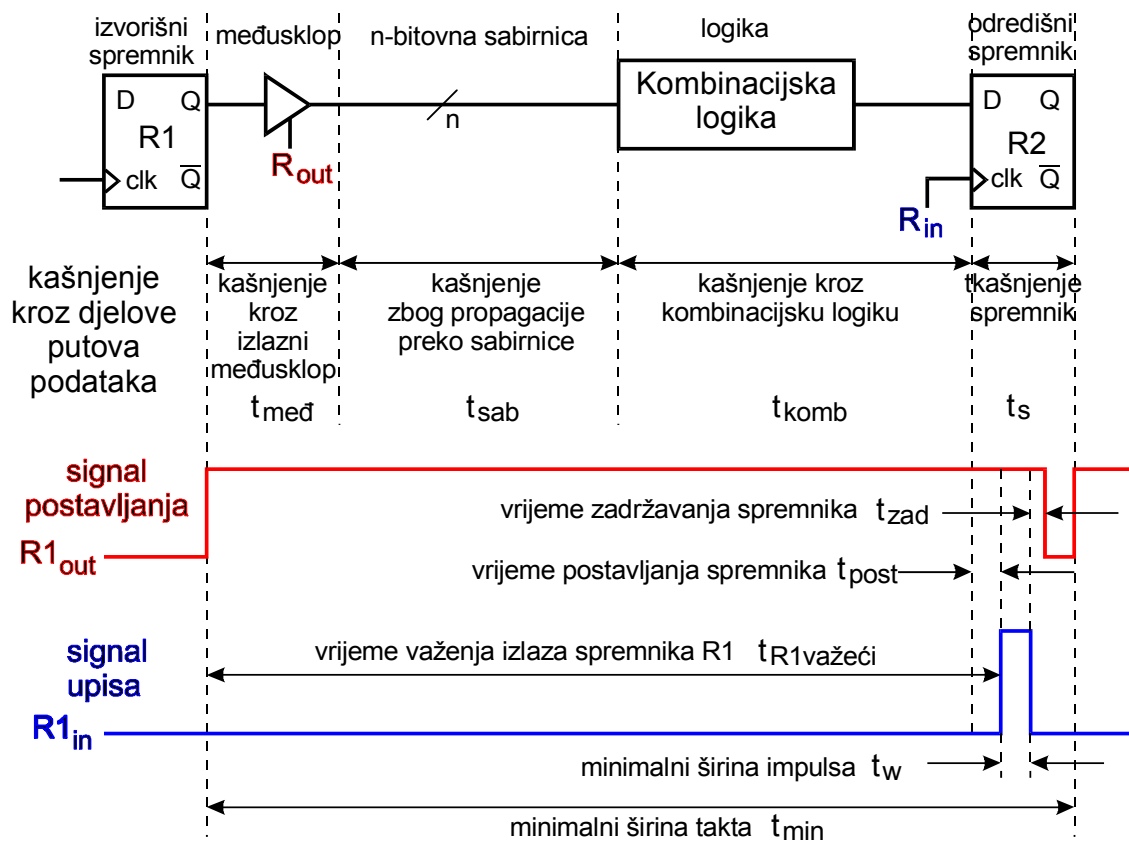 izvorišni
spremnik
međusklop
n-bitovna sabirnica
logika
odredišni
spremnik
D Q
R1
clk Q
R out
n
Kombinacijska
logika
D Q
R2
clk Q
R in
kašnjenje
kroz djelove
putova
podataka
kašnjenje
kroz
izlazni
međusklop
t međ
kašnjenje
zbog propagacije
preko sabirnice
t sab
kašnjenje kroz
kombinacijsku logiku
t komb
tkašnjenje
spremnik
t s
signal
postavljanja
R1 out
vrijeme zadržavanja spremnika t zad
vrijeme postavljanja spremnika t post
signal
upisa
R1 in
vrijeme važenja izlaza spremnika R1 t R1važeći
minimalni širina impulsa t w
minimalni širina takta t min